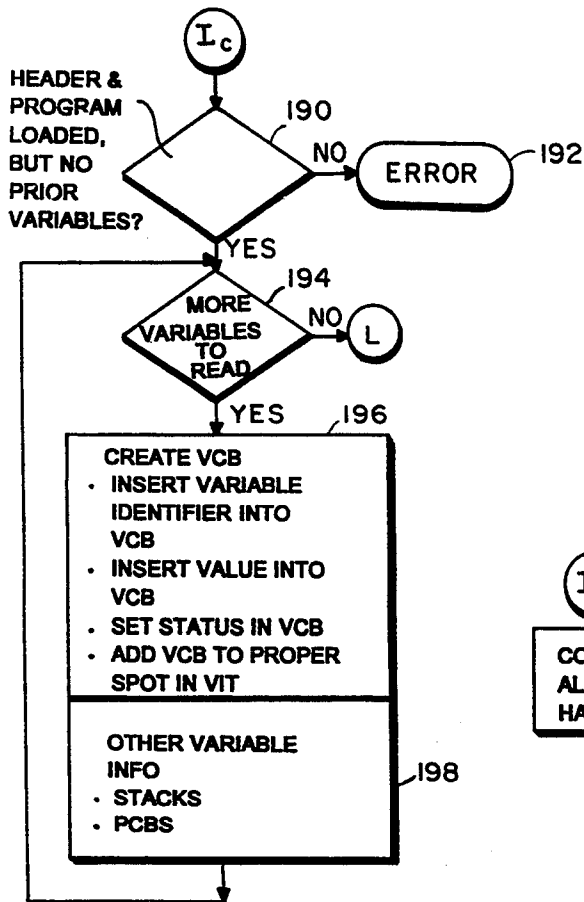 Ic
HEADER &
PROGRAM
LOADED,
BUT NO
PRIOR
VARIABLES?
190
NO
ERROR
192
YES
194
MORE
VARIABLES
TO
READ
NO
L
YES
196
CREATE VCB
· INSERT VARIABLE
IDENTIFIER INTO
VCB
· INSERT VALUE INTO
VCB
· SET STATUS IN VCB
· ADD VCB TO PROPER
SPOT IN VIT
OTHER VARIABLE
INFO
· STACKS
· PCBS
198
I
CO
AL
HA